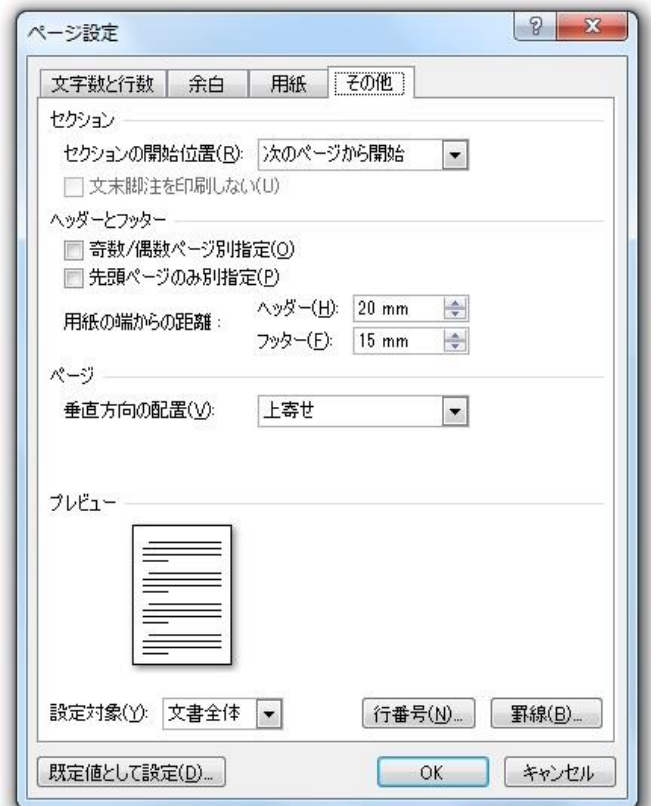 ページ設定
文字数と行数 余白 用紙 その他
セクション
セクションの開始位置(R): 次のページから開始
文末脚注を印刷しない(U)
ヘッダーとフッター
奇数/偶数ページ別指定(O)
先頭ページのみ別指定(P)
用紙の端からの距離: ヘッダー(H): 20 mm
フッター(F): 15 mm
ページ
垂直方向の配置(V): 上寄せ
プレビュー
設定対象(Y): 文書全体 行番号(N)... 罫線(B)...
既定値として設定(D)... OK キャンセル